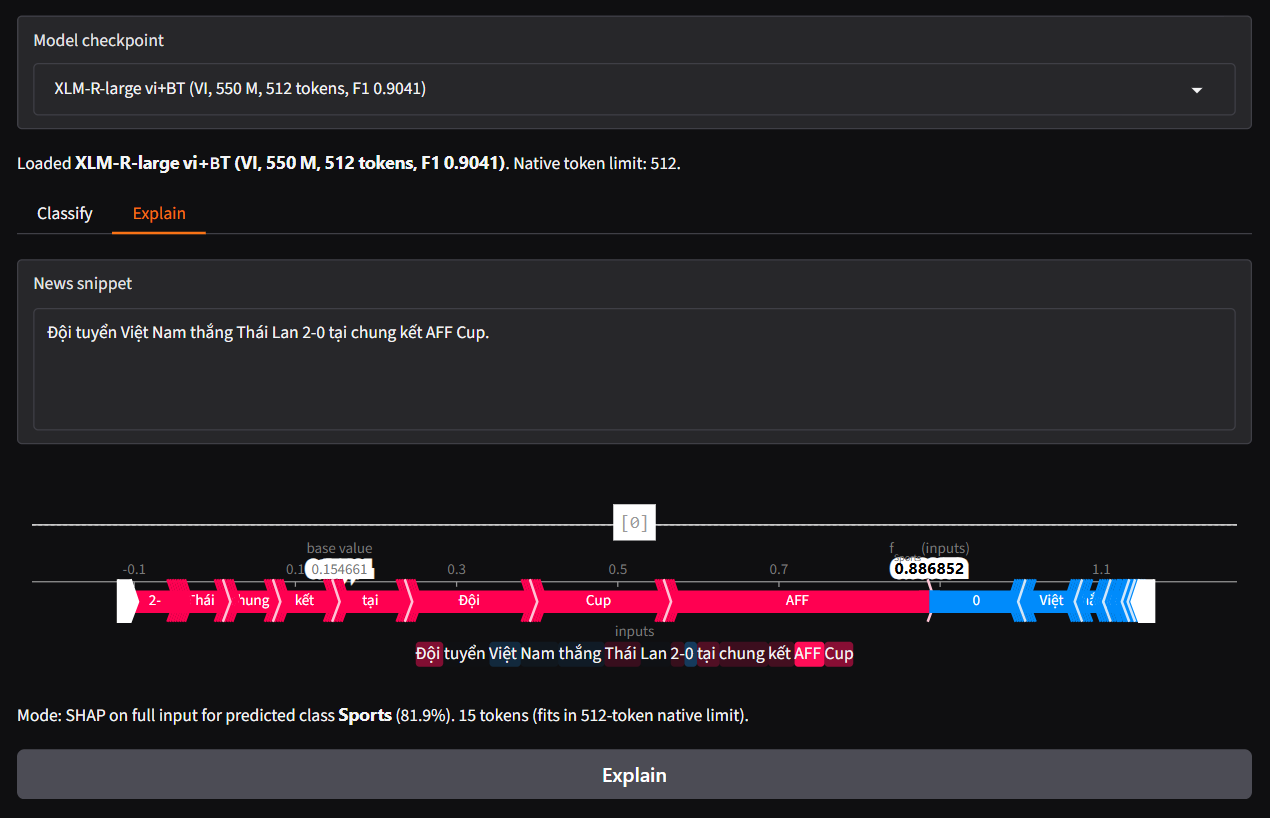 Model checkpoint
XLM-R-large vi+BT (VI, 550 M, 512 tokens, F1 0.9041)
Loaded XLM-R-large vi+BT (VI, 550 M, 512 tokens, F1 0.9041). Native token limit: 512.
Classify Explain
News snippet
Đội tuyển Việt Nam thắng Thái Lan 2-0 tại chung kết AFF Cup.
[0]
base value f Sports (inputs)
-0.1 0.1 0.154661 0.3 0.5 0.7 0.886852 1.1
2- hái hung kết tại Đội Cup AFF 0 Việt
inputs
Đội tuyển Việt Nam thắng Thái Lan 2-0 tại chung kết AFF Cup
Mode: SHAP on full input for predicted class Sports (81.9%). 15 tokens (fits in 512-token native limit).
Explain